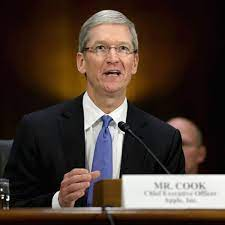 MR. COOK
Chief Executive Officer
Apple, Inc.